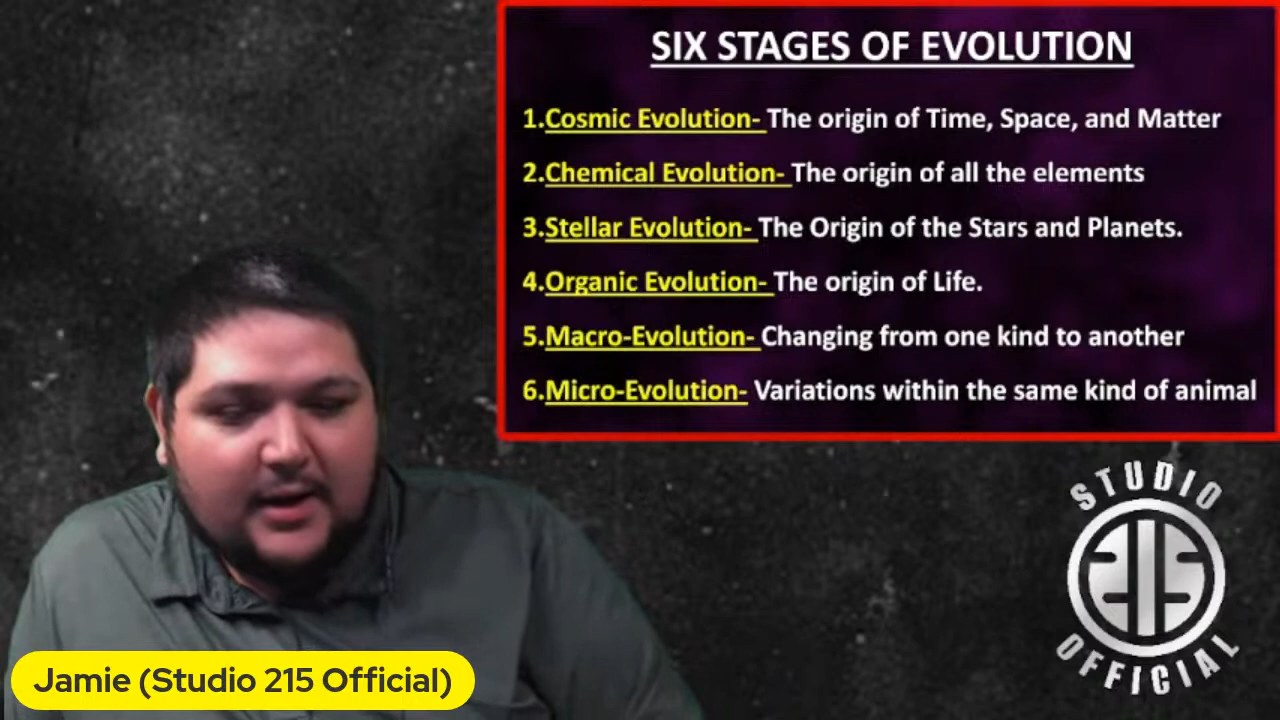 SIX STAGES OF EVOLUTION
1.Cosmic Evolution- The origin of Time, Space, and Matter
2.Chemical Evolution- The origin of all the elements
3.Stellar Evolution- The Origin of the Stars and Planets.
4.Organic Evolution- The origin of Life.
5.Macro-Evolution- Changing from one kind to another
6.Micro-Evolution- Variations within the same kind of animal
STUDIO
215
OFFICIAL
Jamie (Studio 215 Official)